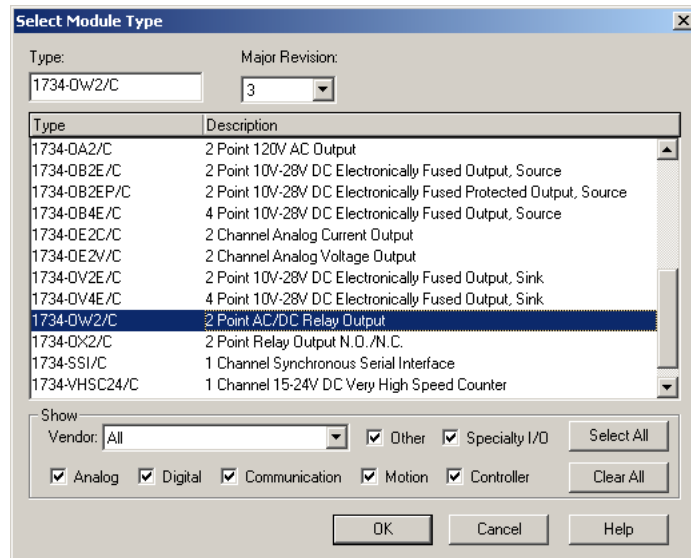 Select Module Type
Type: Major Revision:
1734-OW2/C 3
Type Description
1734-OA2/C 2 Point 120V AC Output
1734-OB2E/C 2 Point 10V-28V DC Electronically Fused Output, Source
1734-OB2EP/C 2 Point 10V-28V DC Electronically Fused Protected Output, Source
1734-OB4E/C 4 Point 10V-28V DC Electronically Fused Output, Source
1734-OE2C/C 2 Channel Analog Current Output
1734-OE2V/C 2 Channel Analog Voltage Output
1734-OV2E/C 2 Point 10V-28V DC Electronically Fused Output, Sink
1734-OV4E/C 4 Point 10V-28V DC Electronically Fused Output, Sink
1734-OW2/C 2 Point AC/DC Relay Output
1734-OX2/C 2 Point Relay Output N.O./N.C.
1734-SSI/C 1 Channel Synchronous Serial Interface
1734-VHSC24/C 1 Channel 15-24V DC Very High Speed Counter
Show
Vendor: All Other Specialty I/O Select All
Analog Digital Communication Motion Controller Clear All
OK Cancel Help